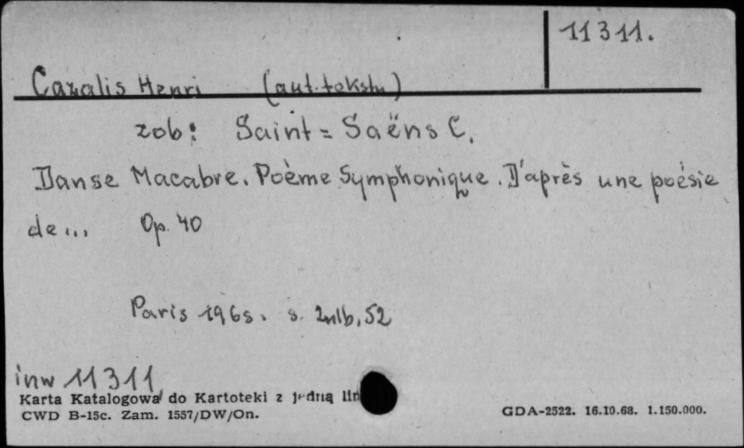 11311.
Cazalis Henri (aut. tekstu)
zob: Saint=Saëns C.
Danse Macabre. Poème Symphonique. D'après une poésie
de... Op. 40
Paris 196s. s. 2nlb, 52
inw 11311
Karta Katalogowa do Kartoteki z jedną lin
CWD B-15c. Zam. 1557/DW/On.
GDA-2522. 16.10.68. 1.150.000.